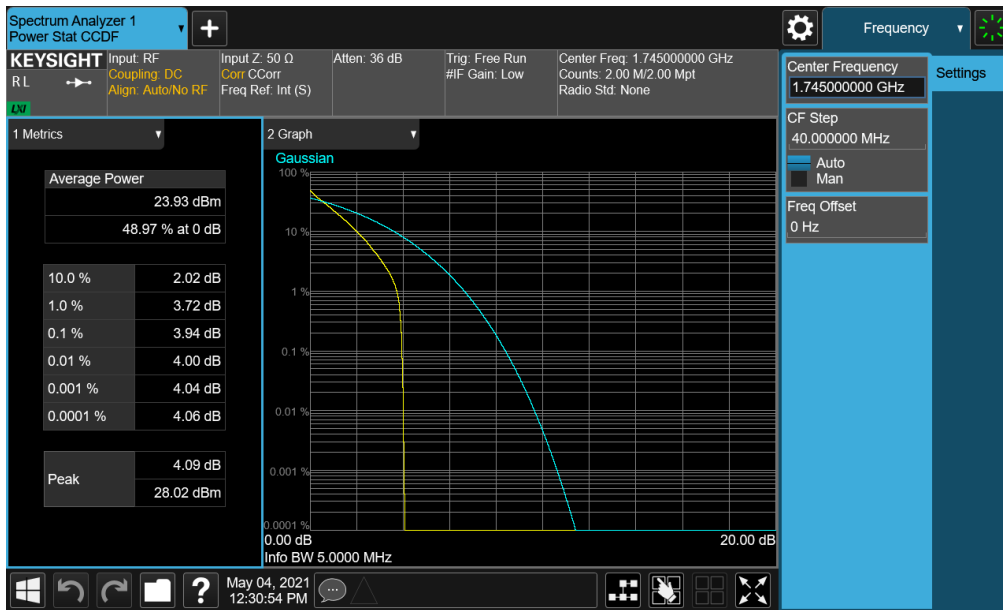 Spectrum Analyzer 1
Power Stat CCDF
Frequency
KEYSIGHT
R L
LXI
Input: RF
Coupling: DC
Align: Auto/No RF
Input Z: 50 Ω
Corr CCorr
Freq Ref: Int (S)
Atten: 36 dB
Trig: Free Run
#IF Gain: Low
Center Freq: 1.745000000 GHz
Counts: 2.00 M/2.00 Mpt
Radio Std: None
Center Frequency
1.745000000 GHz
Settings
CF Step
40.000000 MHz
Auto
Man
Freq Offset
0 Hz
1 Metrics
Average Power
23.93 dBm
48.97 % at 0 dB
10.0 % 2.02 dB
1.0 % 3.72 dB
0.1 % 3.94 dB
0.01 % 4.00 dB
0.001 % 4.04 dB
0.0001 % 4.06 dB
Peak
4.09 dB
28.02 dBm
2 Graph
Gaussian
100 %
10 %
1 %
0.1 %
0.01 %
0.001 %
0.0001 %
0.00 dB
20.00 dB
Info BW 5.0000 MHz
?
May 04, 2021
12:30:54 PM